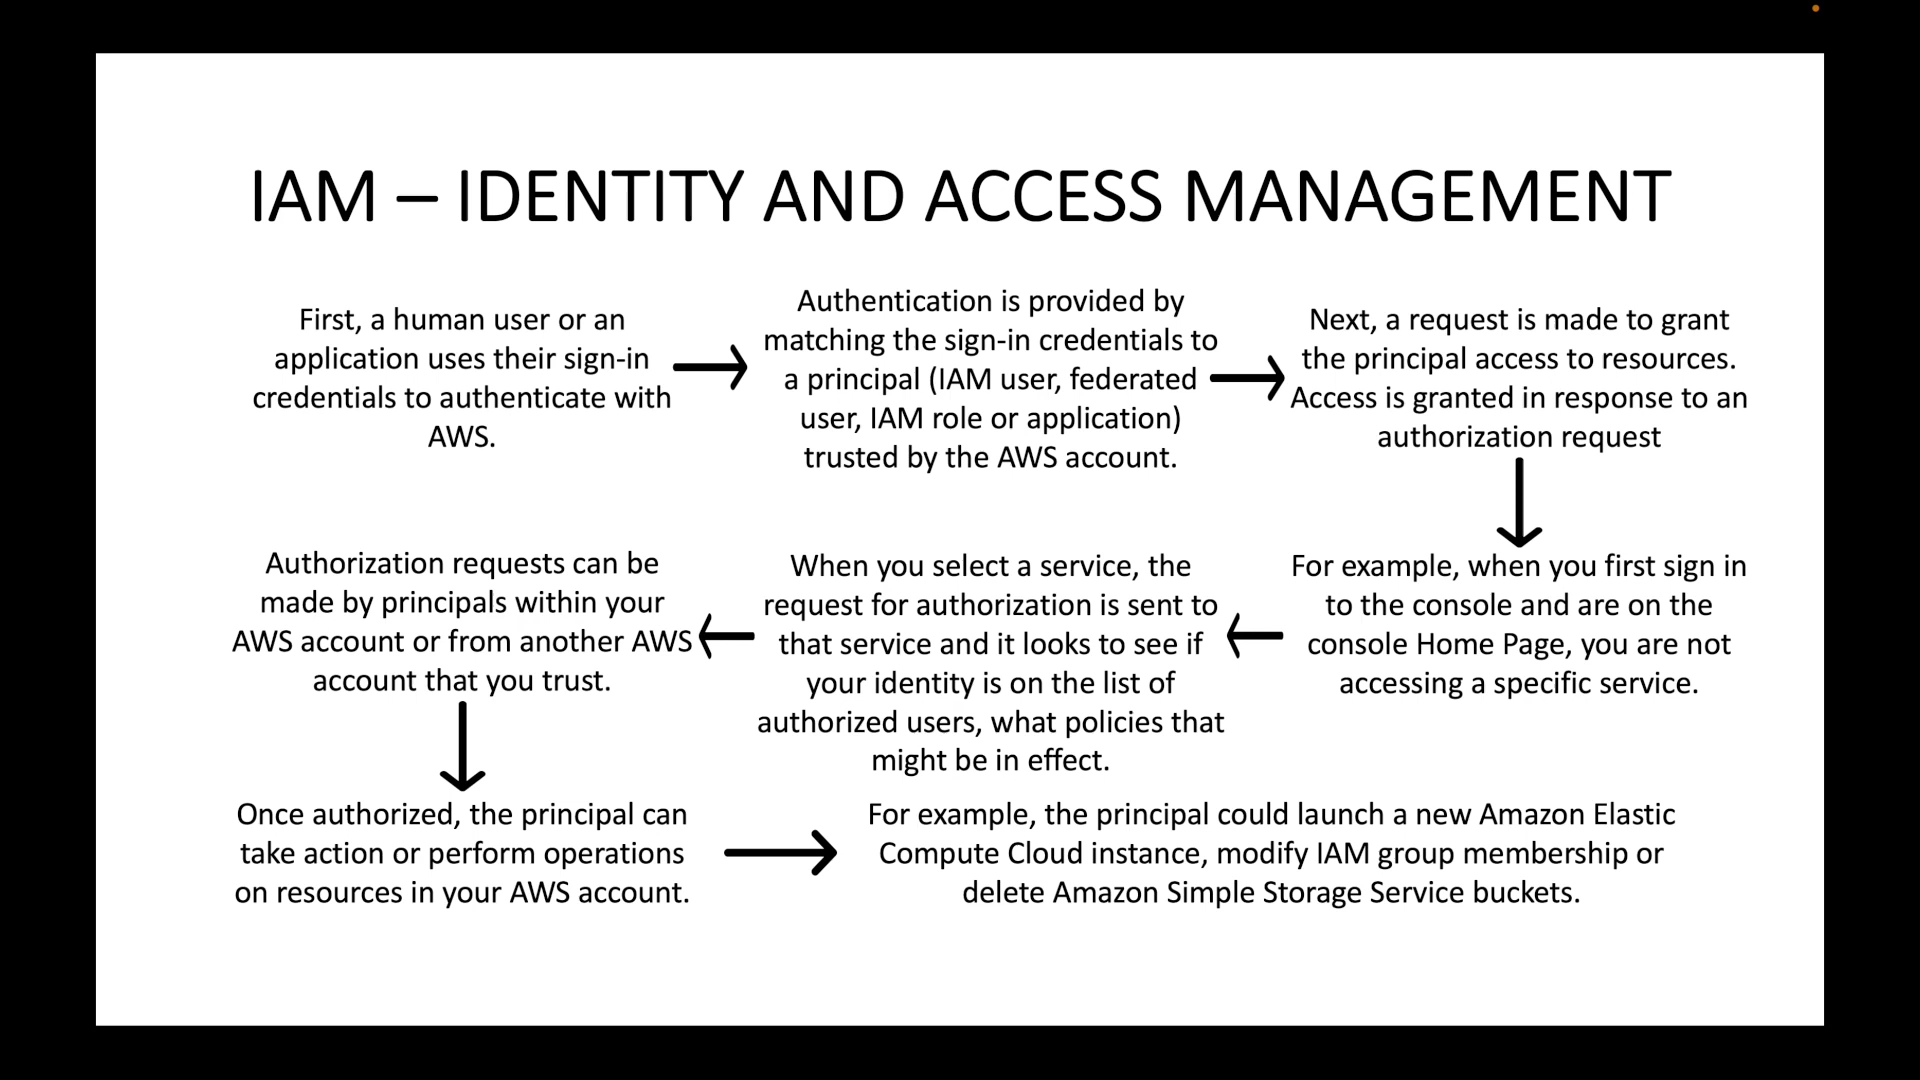 IAM – IDENTITY AND ACCESS MANAGEMENT
First, a human user or an
application uses their sign-in
credentials to authenticate with
AWS.
Authentication is provided by
matching the sign-in credentials to
a principal (IAM user, federated
user, IAM role or application)
trusted by the AWS account.
Next, a request is made to grant
the principal access to resources.
Access is granted in response to an
authorization request
For example, when you first sign in
to the console and are on the
console Home Page, you are not
accessing a specific service.
When you select a service, the
request for authorization is sent to
that service and it looks to see if
your identity is on the list of
authorized users, what policies that
might be in effect.
Authorization requests can be
made by principals within your
AWS account or from another AWS
account that you trust.
Once authorized, the principal can
take action or perform operations
on resources in your AWS account.
For example, the principal could launch a new Amazon Elastic
Compute Cloud instance, modify IAM group membership or
delete Amazon Simple Storage Service buckets.